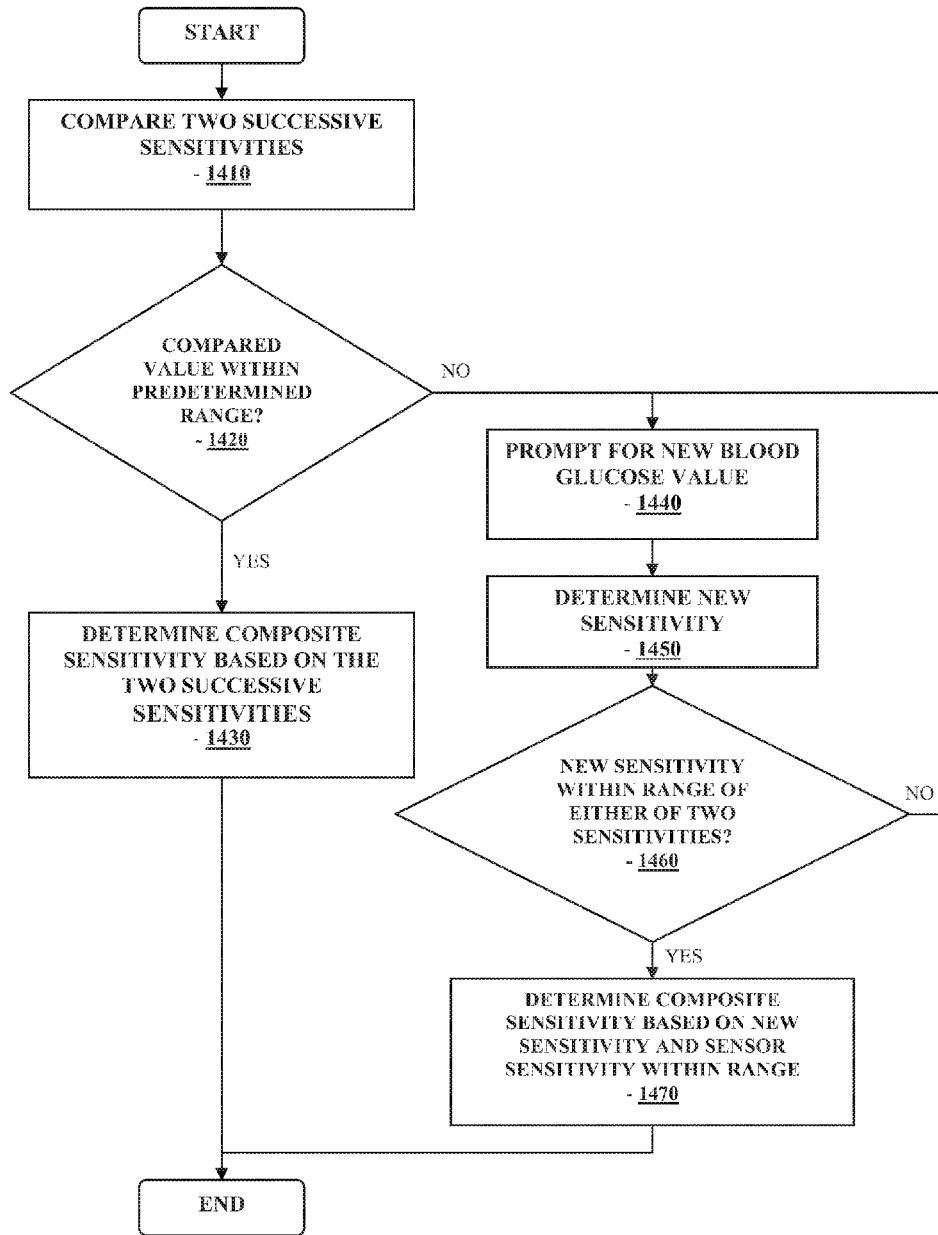 START
COMPARE TWO SUCCESSIVE
SENSITIVITIES
- 1410
COMPARED
VALUE WITHIN
PREDETERMINED
RANGE?
- 1420
NO
YES
DETERMINE COMPOSITE
SENSITIVITY BASED ON THE
TWO SUCCESSIVE
SENSITIVITIES
- 1430
PROMPT FOR NEW BLOOD
GLUCOSE VALUE
- 1440
DETERMINE NEW
SENSITIVITY
- 1450
NEW SENSITIVITY
WITHIN RANGE OF
EITHER OF TWO
SENSITIVITIES?
- 1460
NO
YES
DETERMINE COMPOSITE
SENSITIVITY BASED ON NEW
SENSITIVITY AND SENSOR
SENSITIVITY WITHIN RANGE
- 1470
END